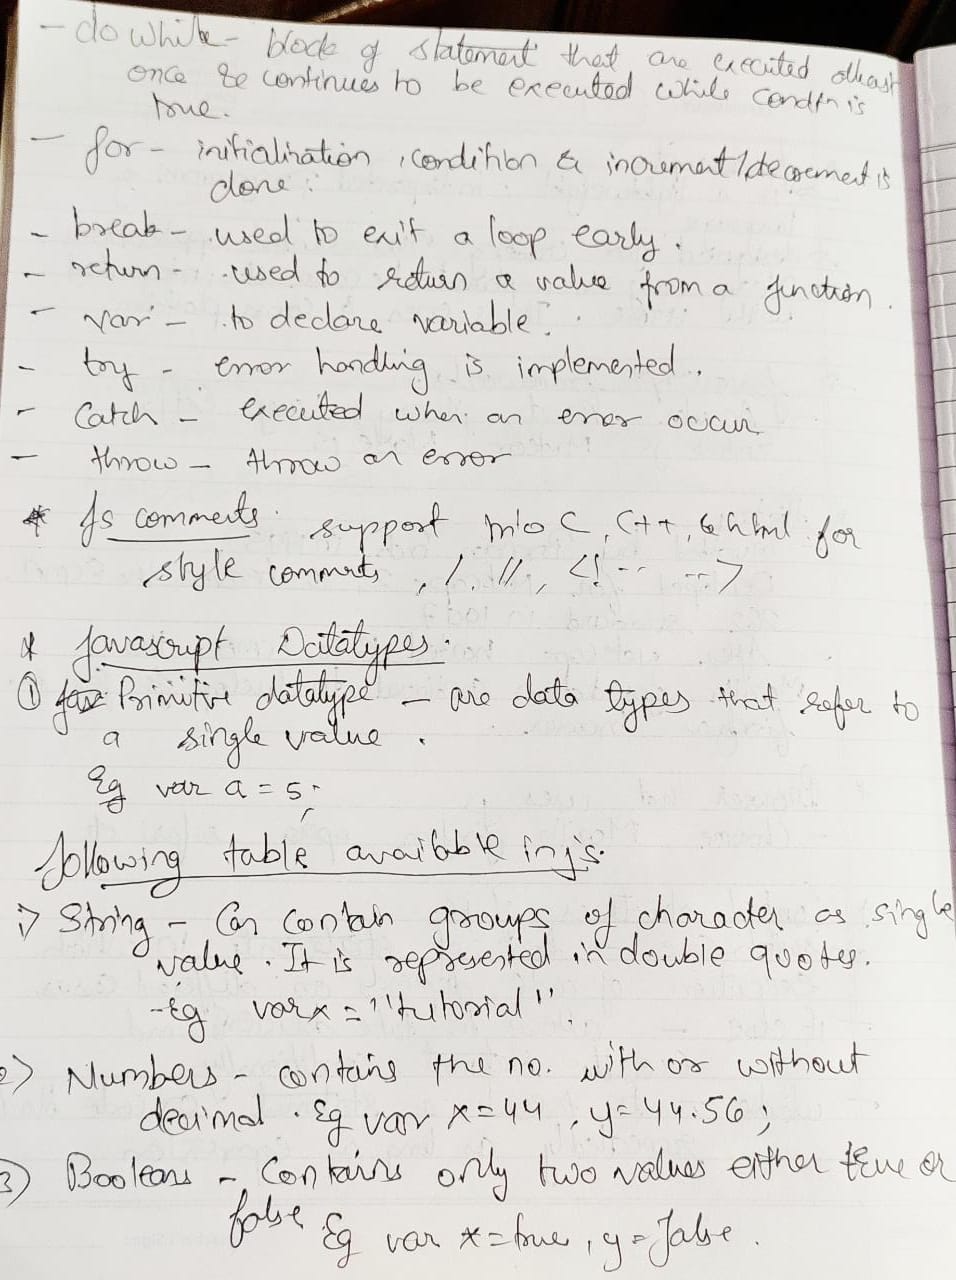 - do while - block of statement that are executed atleast
once & continues to be executed while condtn is
true.
- for - initialization, condition & increment/decrement is
done.
- break - used to exit a loop early.
- return - used to return a value from a function.
- var - to declare variable.
- try - error handling is implemented.
- Catch - executed when an error occur
- throw - throw an error
* Js comments. support C, C++, & html for
style comments, /. //, <!-- -->
* Javascript Datatypes.
① Primitive datatype - are data types that refer to
a single value.
Eg var a = 5;
following table available in js.
1) String - Can contain groups of character as single
value. It is represented in double quotes.
- Eg var x = "tutorial".
2) Numbers - contains the no. with or without
decimal. Eg var x=44, y=44.56;
3) Booleans - Contains only two values either true or
false Eg var x=true, y=false.